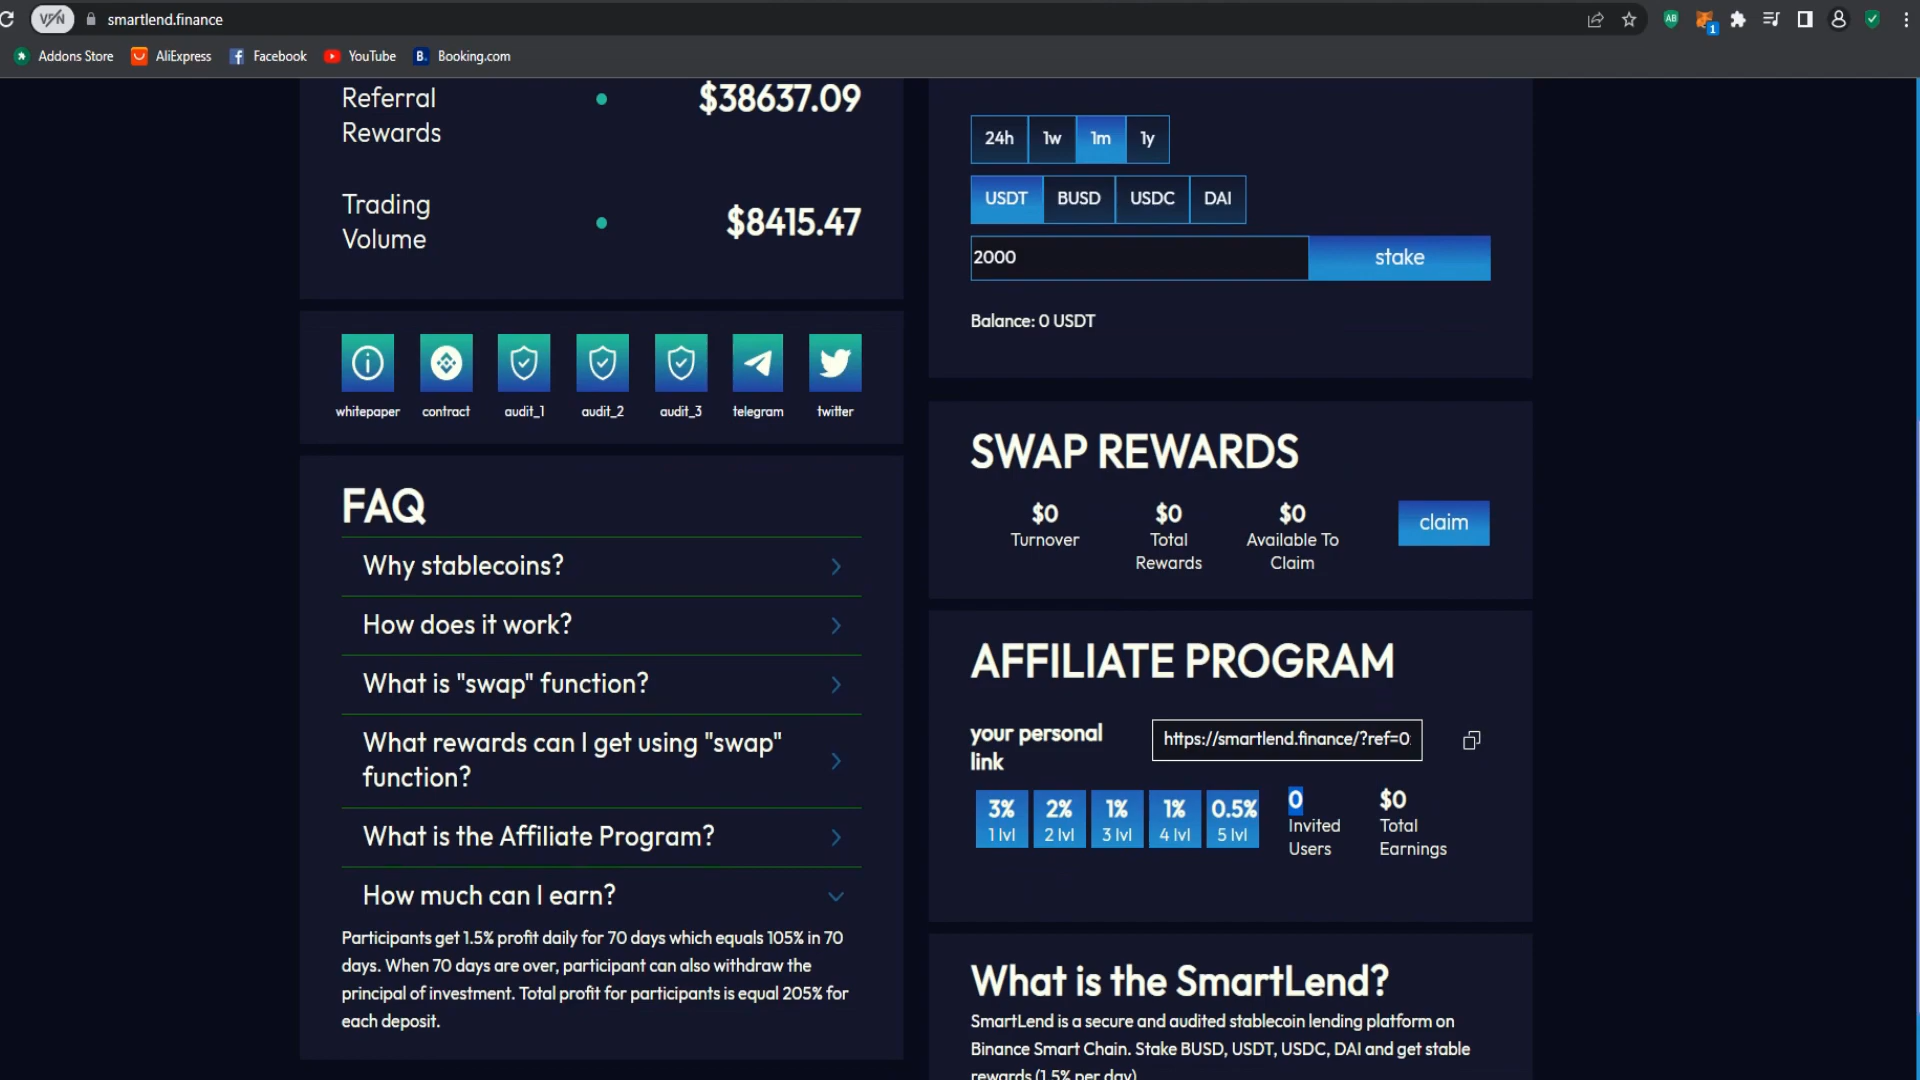 VPN
smartlend.finance
AB
1
Addons Store
AliExpress
Facebook
YouTube
B.
Booking.com
Referral
Rewards
$38637.09
Trading
Volume
$8415.47
whitepaper
contract
audit_1
audit_2
audit_3
telegram
twitter
FAQ
Why stablecoins?
How does it work?
What is "swap" function?
What rewards can I get using "swap"
function?
What is the Affiliate Program?
How much can I earn?
Participants get 1.5% profit daily for 70 days which equals 105% in 70
days. When 70 days are over, participant can also withdraw the
principal of investment. Total profit for participants is equal 205% for
each deposit.
24h
1w
1m
1y
USDT
BUSD
USDC
DAI
2000
stake
Balance: 0 USDT
SWAP REWARDS
$0
Turnover
$0
Total
Rewards
$0
Available To
Claim
claim
AFFILIATE PROGRAM
your personal
link
https://smartlend.finance/?ref=0
3%
1 lvl
2%
2 lvl
1%
3 lvl
1%
4 lvl
0.5%
5 lvl
0
Invited
Users
$0
Total
Earnings
What is the SmartLend?
SmartLend is a secure and audited stablecoin lending platform on
Binance Smart Chain. Stake BUSD, USDT, USDC, DAI and get stable
rewards (1.5% per day)